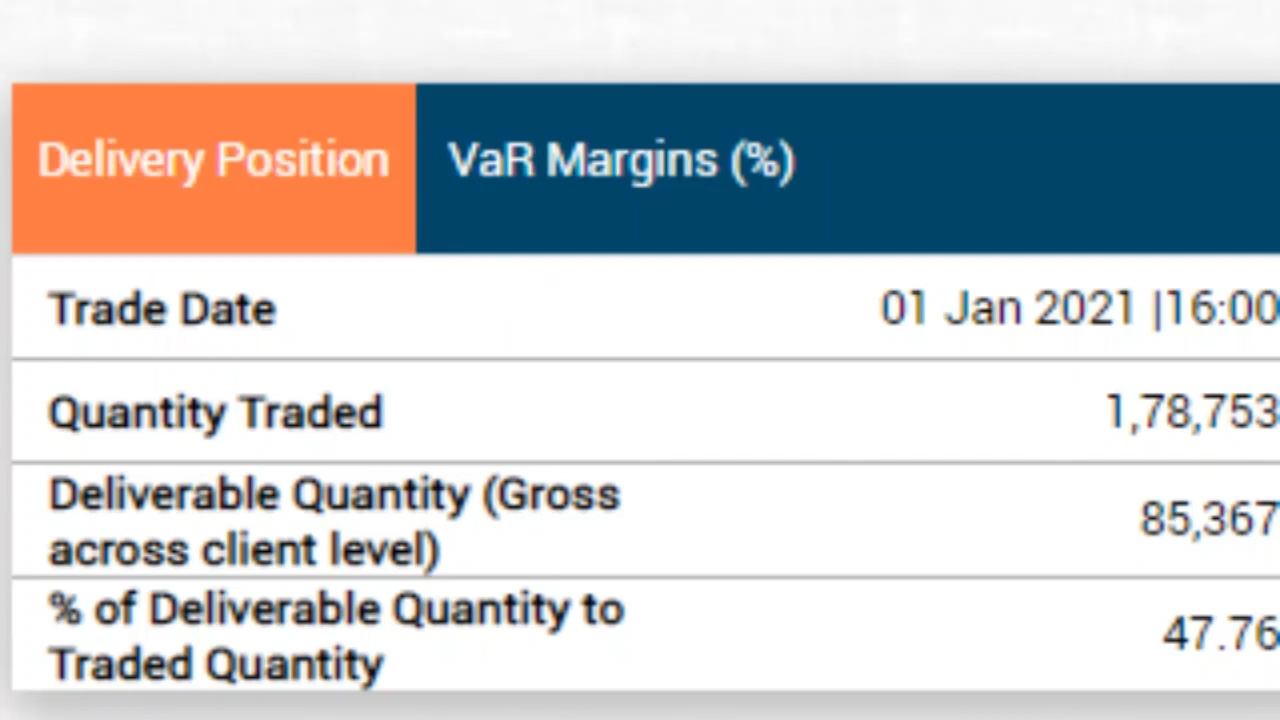 Delivery Position VaR Margins (%)
Trade Date 01 Jan 2021 |16:00
Quantity Traded 1,78,753
Deliverable Quantity (Gross
across client level) 85,367
% of Deliverable Quantity to
Traded Quantity 47.76